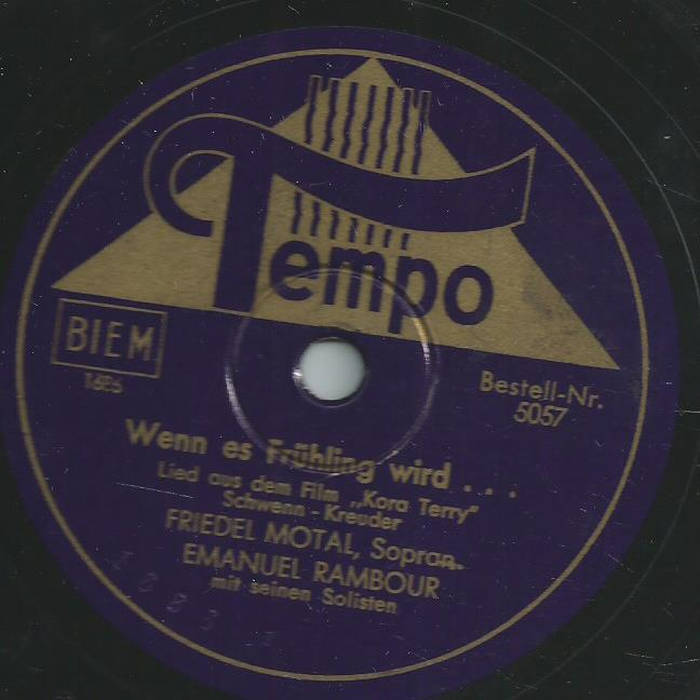 Tempo
BIEM
1686
Bestell-Nr.
5057
Wenn es Frühling wird . . .
Lied aus dem Film „Kora Terry"
Schwenn - Kreuder
FRIEDEL MOTAL, Sopran.
EMANUEL RAMBOUR
mit seinen Solisten